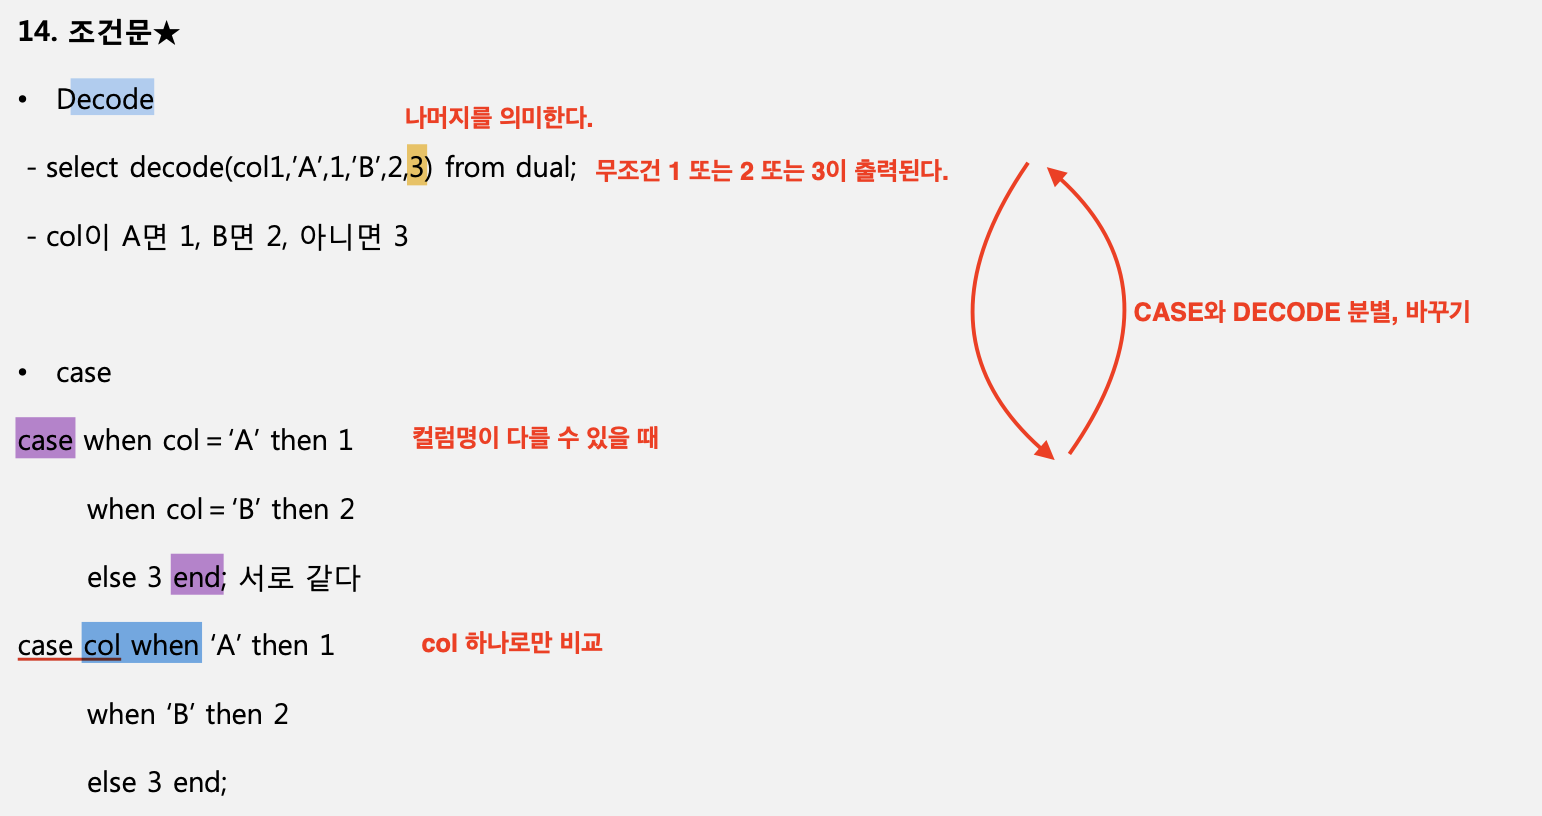 14. 조건문★
• Decode
나머지를 의미한다.
- select decode(col1,’A’,1,‘B’,2,3) from dual; 무조건 1 또는 2 또는 3이 출력된다.
- col이 A면 1, B면 2, 아니면 3
CASE와 DECODE 분별, 바꾸기
• case
case when col = ‘A’ then 1 컬럼명이 다를 수 있을 때
when col = ‘B’ then 2
else 3 end; 서로 같다
case col when ‘A’ then 1 col 하나로만 비교
when ‘B’ then 2
else 3 end;